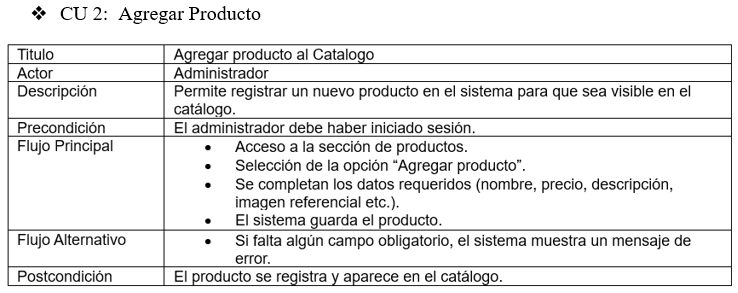 ❖ CU 2: Agregar Producto
Titulo Agregar producto al Catalogo
Actor Administrador
Descripción Permite registrar un nuevo producto en el sistema para que sea visible en el
catálogo.
Precondición El administrador debe haber iniciado sesión.
Flujo Principal • Acceso a la sección de productos.
• Selección de la opción “Agregar producto”.
• Se completan los datos requeridos (nombre, precio, descripción,
imagen referencial etc.).
• El sistema guarda el producto.
Flujo Alternativo • Si falta algún campo obligatorio, el sistema muestra un mensaje de
error.
Postcondición El producto se registra y aparece en el catálogo.